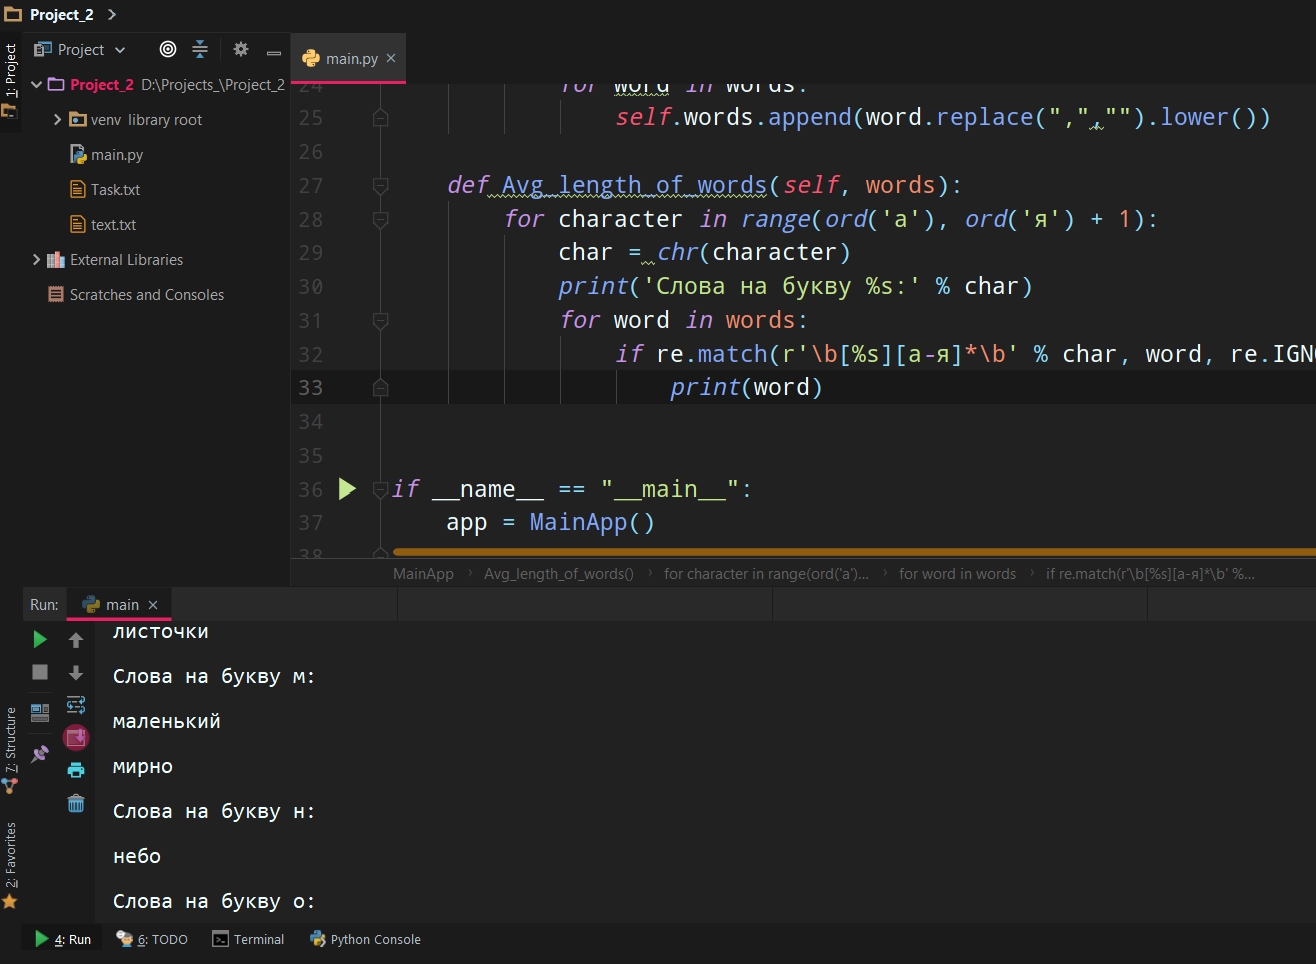 Project_2
Project
main.py
1: Project
Project_2 D:\Projects_\Project_2
venv library root
main.py
Task.txt
text.txt
External Libraries
Scratches and Consoles
24 for word in words:
25 self.words.append(word.replace(",","").lower())
26
27 def Avg_length_of_words(self, words):
28 for character in range(ord('а'), ord('я') + 1):
29 char = chr(character)
30 print('Слова на букву %s:' % char)
31 for word in words:
32 if re.match(r'\b[%s][а-я]*\b' % char, word, re.IGN
33 print(word)
34
35
36 if __name__ == "__main__":
37 app = MainApp()
38
MainApp Avg_length_of_words() for character in range(ord('a')... for word in words if re.match(r'\b[%s][а-я]*\b' %...
Run: main
листочки
Слова на букву м:
маленький
мирно
Слова на букву н:
небо
Слова на букву о:
7: Structure
2: Favorites
4: Run 6: TODO Terminal Python Console